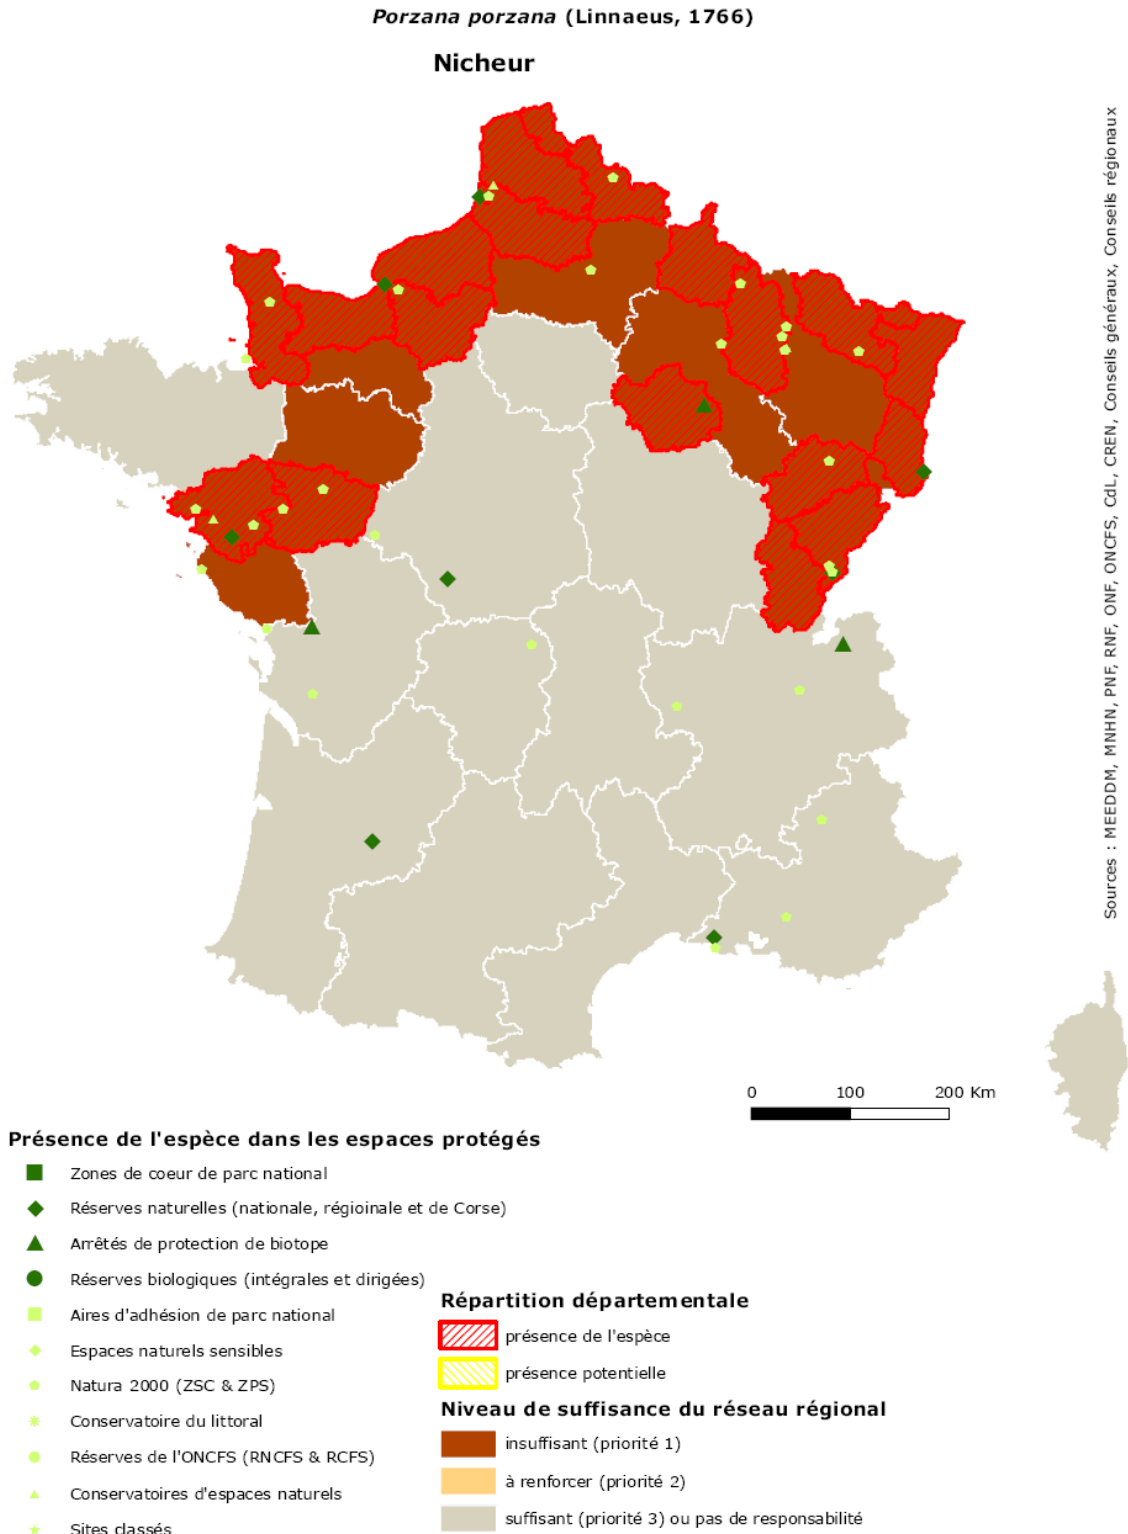 Porzana porzana (Linnaeus, 1766)
Nicheur
Sources : MEEDDM, MNHN, PNF, RNF, ONF, ONCFS, CdL, CREN, Conseils généraux, Conseils régionaux
0 100 200 Km
Présence de l'espèce dans les espaces protégés
Zones de coeur de parc national
Réserves naturelles (nationale, régioinale et de Corse)
Arrêtés de protection de biotope
Réserves biologiques (intégrales et dirigées)
Aires d'adhésion de parc national
Espaces naturels sensibles
Natura 2000 (ZSC & ZPS)
Conservatoire du littoral
Réserves de l'ONCFS (RNCFS & RCFS)
Conservatoires d'espaces naturels
Sites classés
Répartition départementale
présence de l'espèce
présence potentielle
Niveau de suffisance du réseau régional
insuffisant (priorité 1)
à renforcer (priorité 2)
suffisant (priorité 3) ou pas de responsabilité